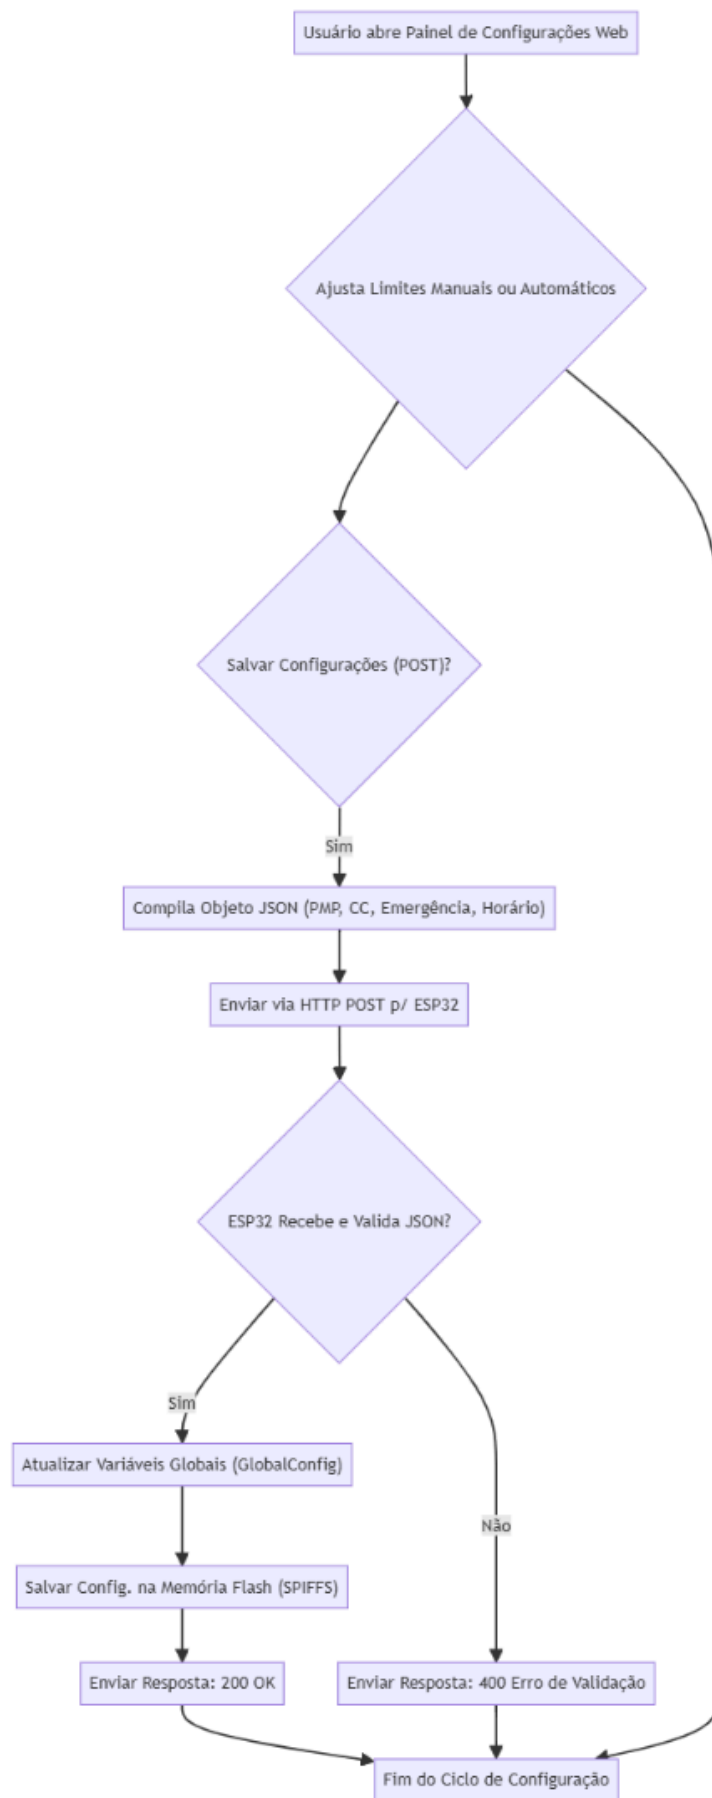 Usuário abre Painel de Configurações Web
Ajusta Limites Manuais ou Automáticos
Salvar Configurações (POST)?
Sim
Compila Objeto JSON (PMP, CC, Emergência, Horário)
Enviar via HTTP POST p/ ESP32
ESP32 Recebe e Valida JSON?
Sim
Atualizar Variáveis Globais (GlobalConfig)
Não
Salvar Config. na Memória Flash (SPIFFS)
Enviar Resposta: 200 OK
Enviar Resposta: 400 Erro de Validação
Fim do Ciclo de Configuração